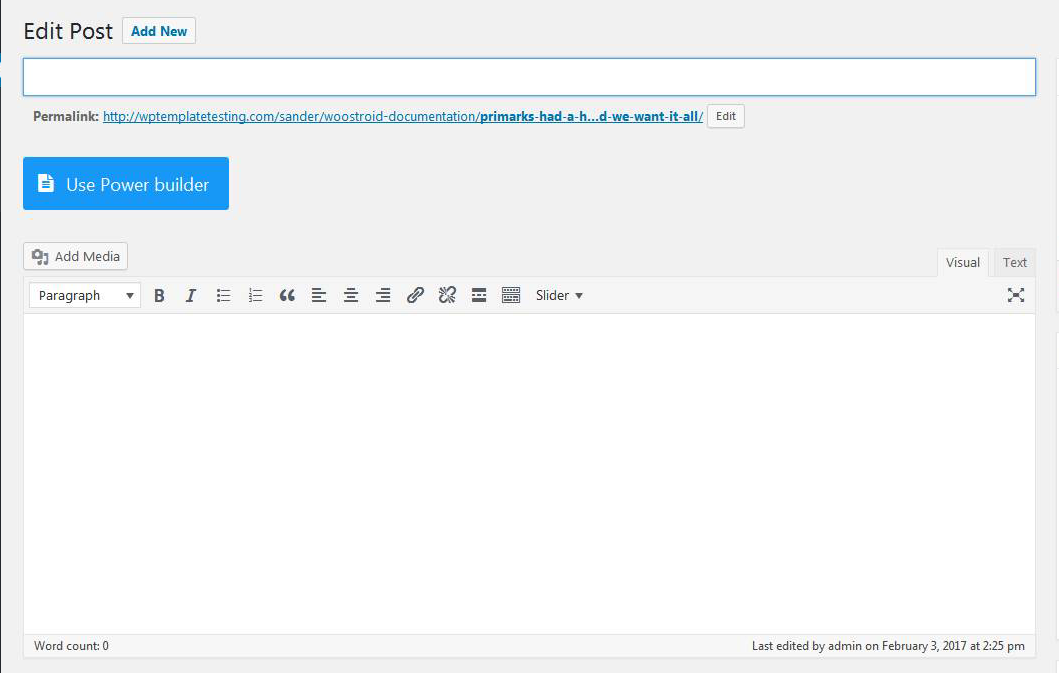 Edit Post Add New
Permalink: http://wptemplatetesting.com/sander/woostroid-documentation/primarks-had-a-h...d-we-want-it-all/ Edit
Use Power builder
Add Media Visual Text
Paragraph B I Slider
Word count: 0 Last edited by admin on February 3, 2017 at 2:25 pm